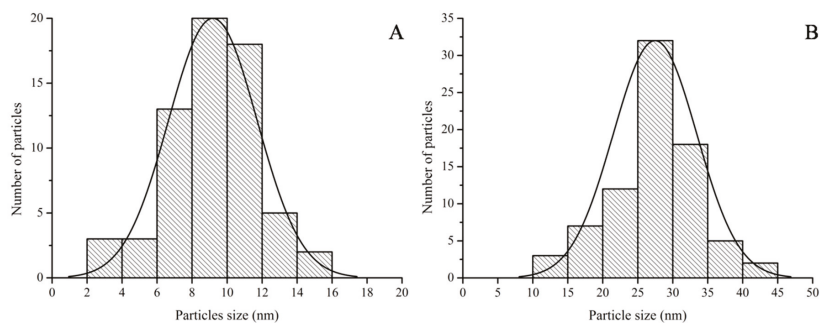 A
20
15
10
5
0
Number of particles
0 2 4 6 8 10 12 14 16 18 20
Particles size (nm)
B
35
30
25
20
15
10
5
0
Number of particles
0 5 10 15 20 25 30 35 40 45 50
Particle size (nm)